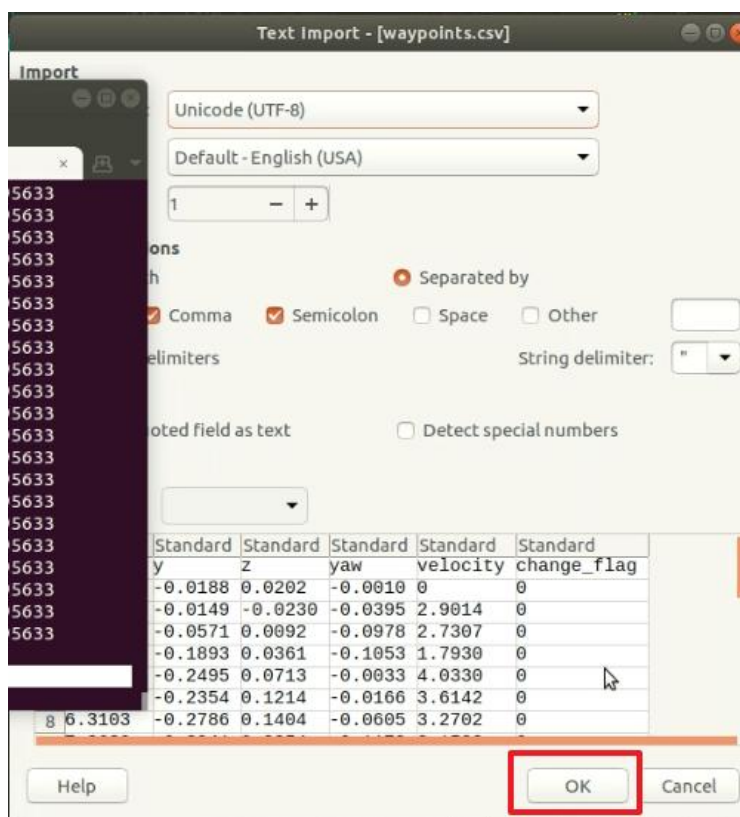 Text Import - [waypoints.csv]
Import
Unicode (UTF-8)
Default - English (USA)
5633
5633
1
5633
5633
ons
5633
h Separated by
5633
Comma Semicolon Space Other
5633
5633
elimiters String delimiter: "
5633
5633
5633
5633
oted field as text Detect special numbers
5633
5633
5633
5633
5633
5633
Standard Standard Standard Standard Standard
5633
y z yaw velocity change_flag
5633
-0.0188 0.0202 -0.0010 0 0
5633
-0.0149 -0.0230 -0.0395 2.9014 0
5633
-0.0571 0.0092 -0.0978 2.7307 0
5633
-0.1893 0.0361 -0.1053 1.7930 0
-0.2495 0.0713 -0.0033 4.0330 0
-0.2354 0.1214 -0.0166 3.6142 0
8 6.3103 -0.2786 0.1404 -0.0605 3.2702 0
Help OK Cancel